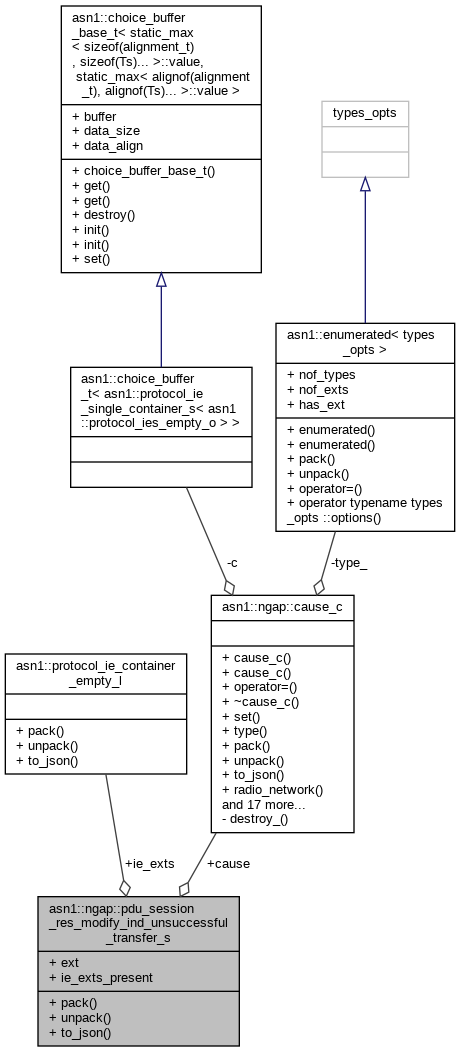 asn1::choice_buffer
_base_t< static_max
< sizeof(alignment_t)
, sizeof(Ts)... >::value,
static_max< alignof(alignment
_t), alignof(Ts)... >::value >
+ buffer
+ data_size
+ data_align
+ choice_buffer_base_t()
+ get()
+ get()
+ destroy()
+ init()
+ init()
+ set()
types_opts
asn1::choice_buffer
_t< asn1::protocol_ie
_single_container_s< asn1
::protocol_ies_empty_o > >
asn1::enumerated< types
_opts >
+ nof_types
+ nof_exts
+ has_ext
+ enumerated()
+ enumerated()
+ pack()
+ unpack()
+ operator=()
+ operator typename types
_opts ::options()
-c
-type_
asn1::ngap::cause_c
+ cause_c()
+ cause_c()
+ operator=()
+ ~cause_c()
+ set()
+ type()
+ pack()
+ unpack()
+ to_json()
+ radio_network()
and 17 more...
- destroy_()
asn1::protocol_ie_container
_empty_l
+ pack()
+ unpack()
+ to_json()
+ie_exts
+cause
asn1::ngap::pdu_session
_res_modify_ind_unsuccessful
_transfer_s
+ ext
+ ie_exts_present
+ pack()
+ unpack()
+ to_json()